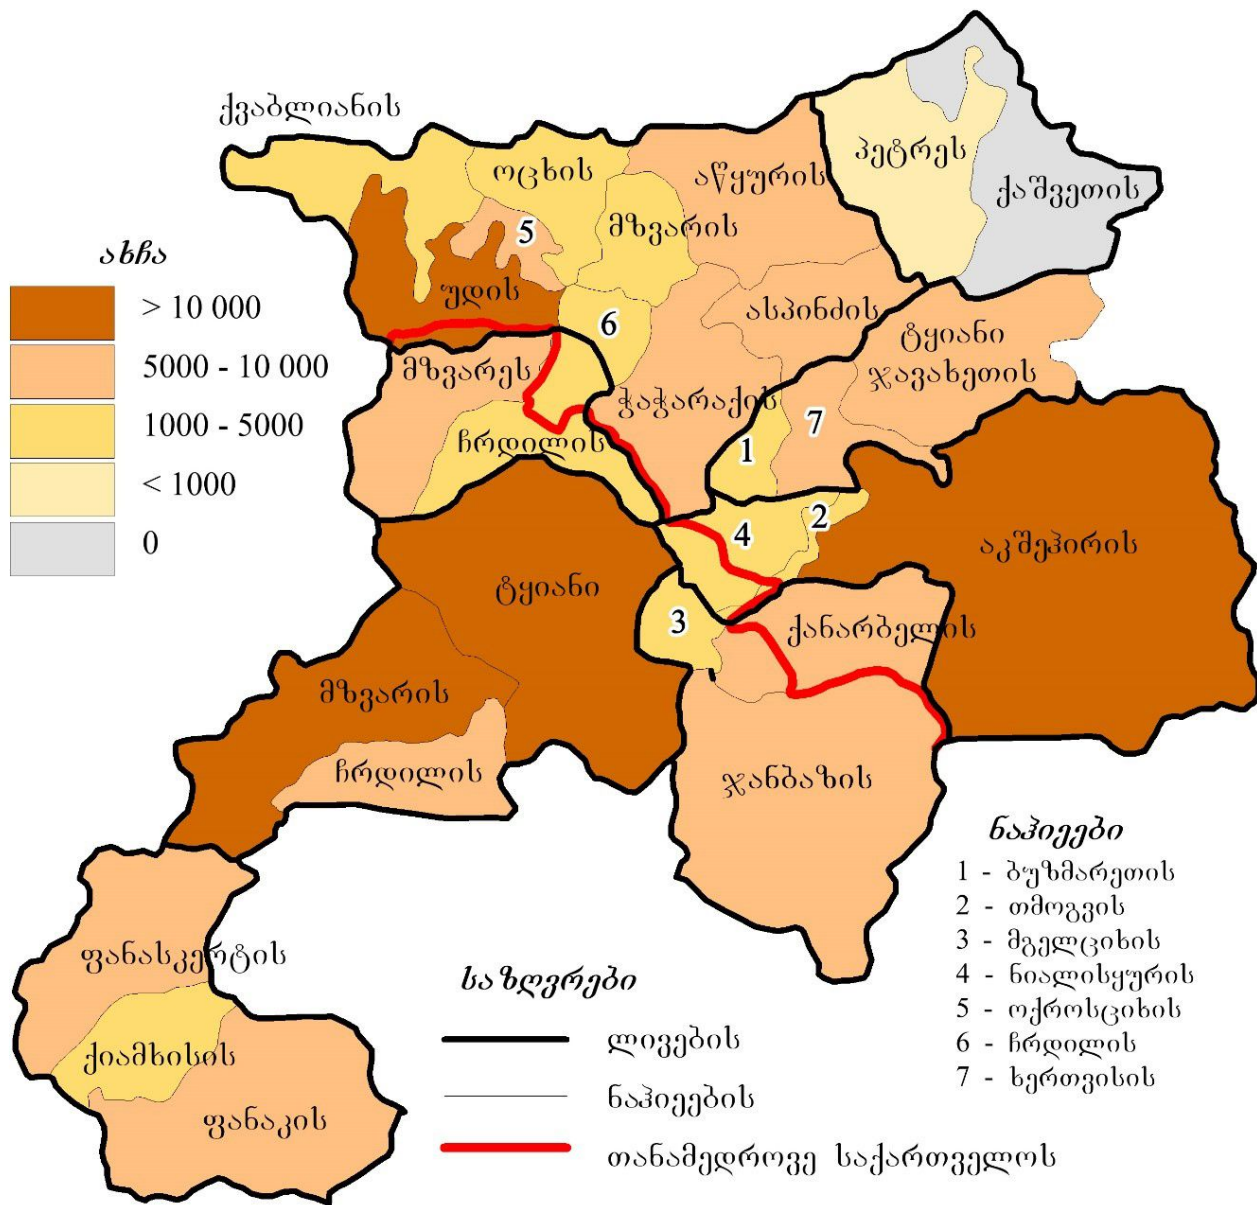 ქვაბლიანის
ოცხის
აწყურის
პეტრეს
ქაშვეთის
მზვარის
5
უდის
ასპინძის
6
ტყიანი
ჯავახეთის
მზვარეს
ჭაჭარაქის
7
ჩრდილის
1
2
4
აკშეჰირის
ტყიანი
3
ქანარბელის
მზვარის
ჩრდილის
ჯანბაზის
ფანასკერტის
ქიამხისის
ფანაკის
ახჩა
> 10 000
5000 - 10 000
1000 - 5000
< 1000
0
საზღვრები
ლივების
ნაჰიეების
თანამედროვე საქართველოს
ნაჰიეები
1 - ბუზმარეთის
2 - თმოგვის
3 - მგელციხის
4 - ნიალისყურის
5 - ოქროსციხის
6 - ჩრდილის
7 - ხერთვისის